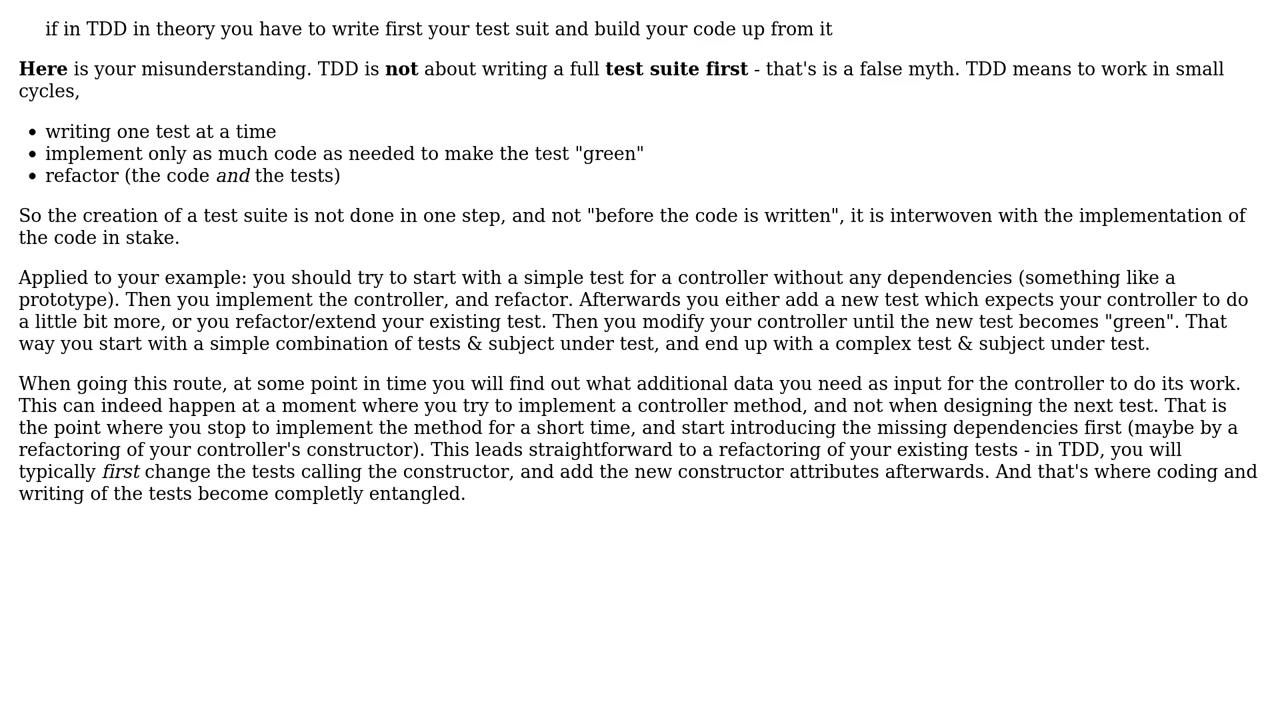 if in TDD in theory you have to write first your test suit and build your code up from it
Here is your misunderstanding. TDD is not about writing a full test suite first - that's is a false myth. TDD means to work in small
cycles,
• writing one test at a time
• implement only as much code as needed to make the test "green"
• refactor (the code and the tests)
So the creation of a test suite is not done in one step, and not "before the code is written", it is interwoven with the implementation of
the code in stake.
Applied to your example: you should try to start with a simple test for a controller without any dependencies (something like a
prototype). Then you implement the controller, and refactor. Afterwards you either add a new test which expects your controller to do
a little bit more, or you refactor/extend your existing test. Then you modify your controller until the new test becomes "green". That
way you start with a simple combination of tests & subject under test, and end up with a complex test & subject under test.
When going this route, at some point in time you will find out what additional data you need as input for the controller to do its work.
This can indeed happen at a moment where you try to implement a controller method, and not when designing the next test. That is
the point where you stop to implement the method for a short time, and start introducing the missing dependencies first (maybe by a
refactoring of your controller's constructor). This leads straightforward to a refactoring of your existing tests - in TDD, you will
typically first change the tests calling the constructor, and add the new constructor attributes afterwards. And that's where coding and
writing of the tests become completly entangled.